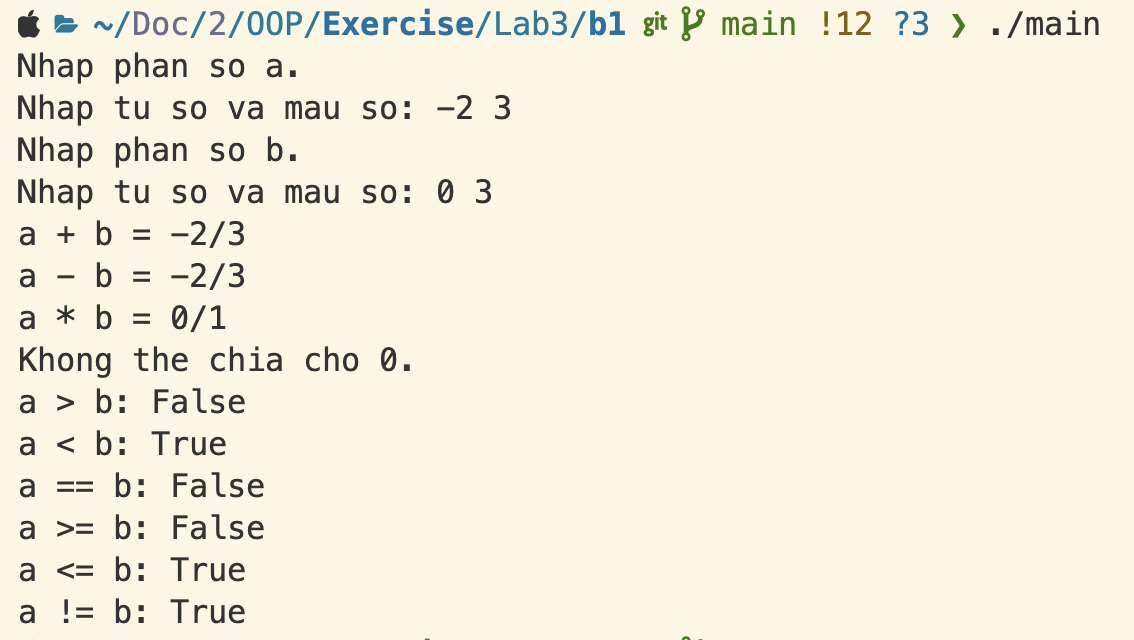 ~/Doc/2/OOP/Exercise/Lab3/b1 git main !12 ?3 ❯ ./main
Nhap phan so a.
Nhap tu so va mau so: -2 3
Nhap phan so b.
Nhap tu so va mau so: 0 3
a + b = -2/3
a - b = -2/3
a * b = 0/1
Khong the chia cho 0.
a > b: False
a < b: True
a == b: False
a >= b: False
a <= b: True
a != b: True